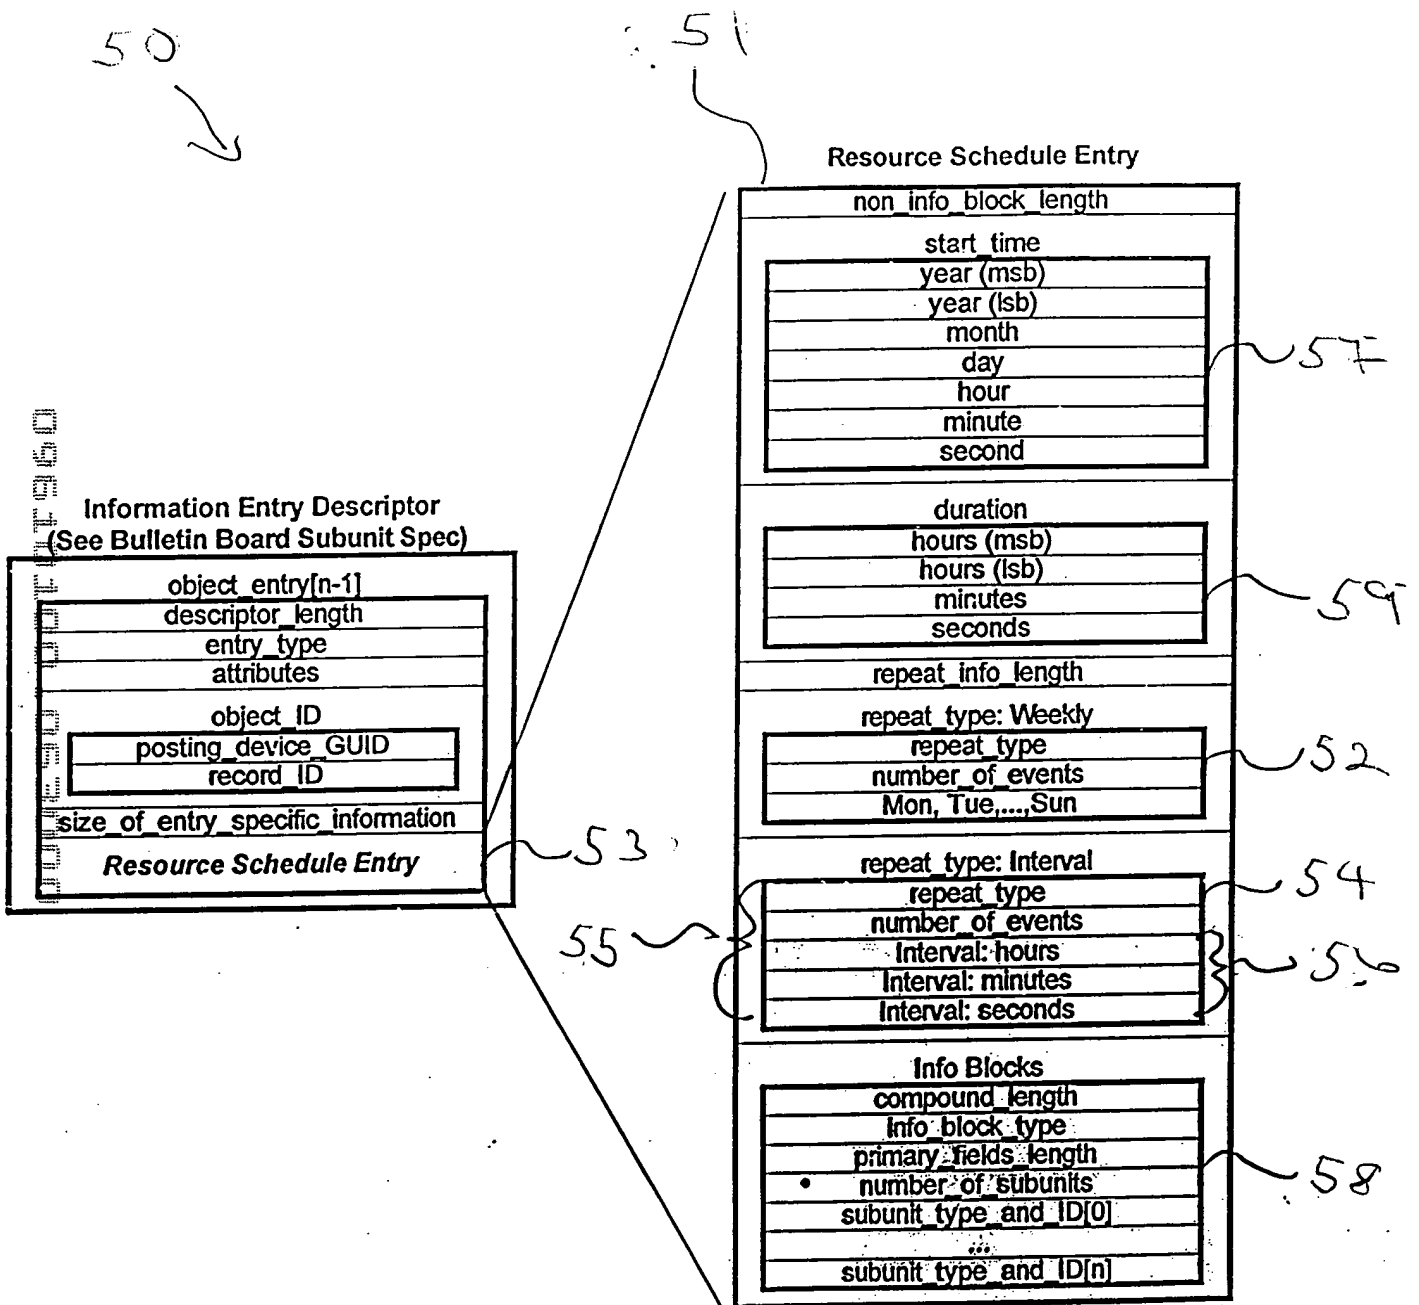 50
51
Resource Schedule Entry
non_info_block_length
start_time
year (msb)
year (lsb)
month
day
hour
minute
second
57
duration
hours (msb)
hours (lsb)
minutes
seconds
59
repeat_info_length
repeat_type: Weekly
repeat_type
number_of_events
Mon, Tue,...,Sun
52
repeat_type: Interval
repeat_type
number_of_events
Interval: hours
Interval: minutes
Interval: seconds
54
55
56
Info Blocks
compound_length
info_block_type
primary_fields_length
number_of_subunits
subunit_type_and_ID[0]
...
subunit_type_and_ID[n]
58
Information Entry Descriptor
(See Bulletin Board Subunit Spec)
object_entry[n-1]
descriptor_length
entry_type
attributes
object_ID
posting_device_GUID
record_ID
size_of_entry_specific_information
Resource Schedule Entry
53